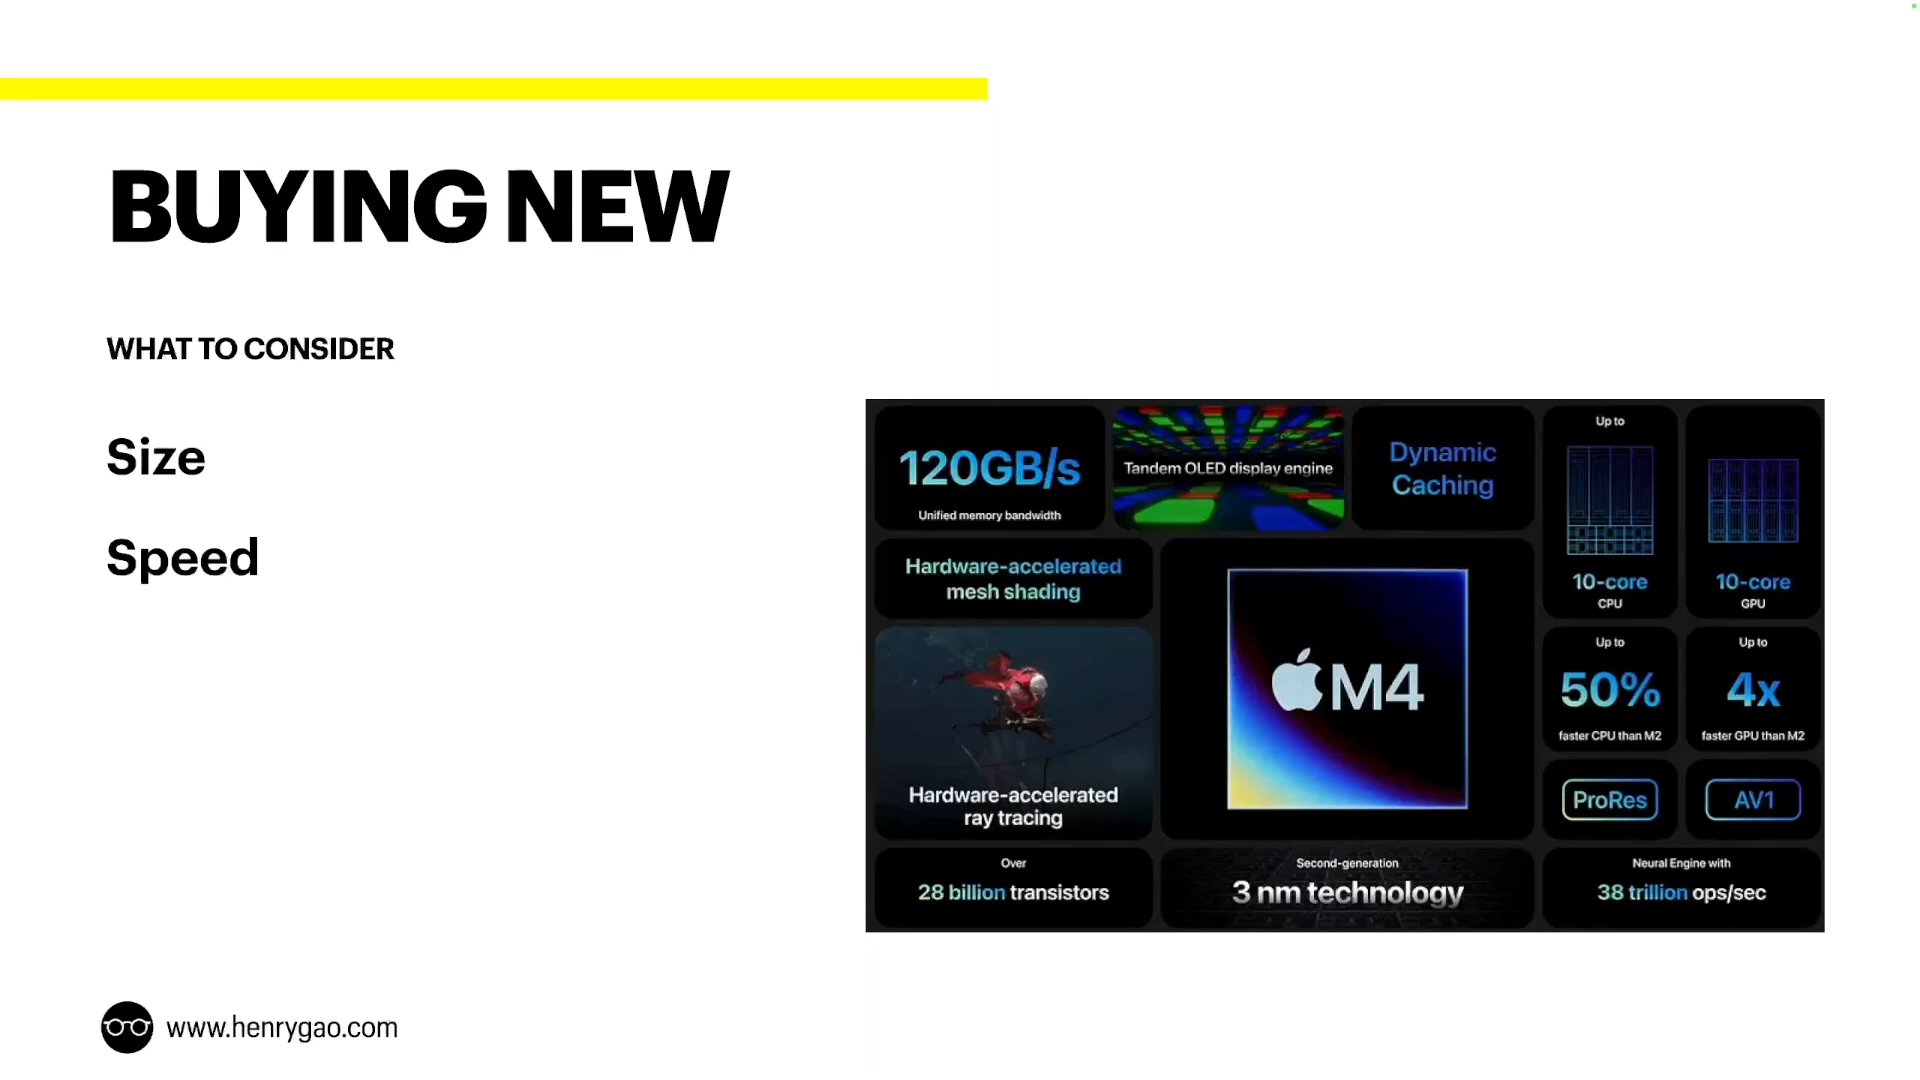 BUYING NEW
WHAT TO CONSIDER
Size
Speed
120GB/s
Unified memory bandwidth
Tandem OLED display engine
Dynamic
Caching
Up to
10-core
CPU
10-core
GPU
Hardware-accelerated
mesh shading
M4
Up to
50%
faster CPU than M2
Up to
4x
faster GPU than M2
Hardware-accelerated
ray tracing
ProRes
AV1
Over
28 billion transistors
Second-generation
3 nm technology
Neural Engine with
38 trillion ops/sec
www.henrygao.com